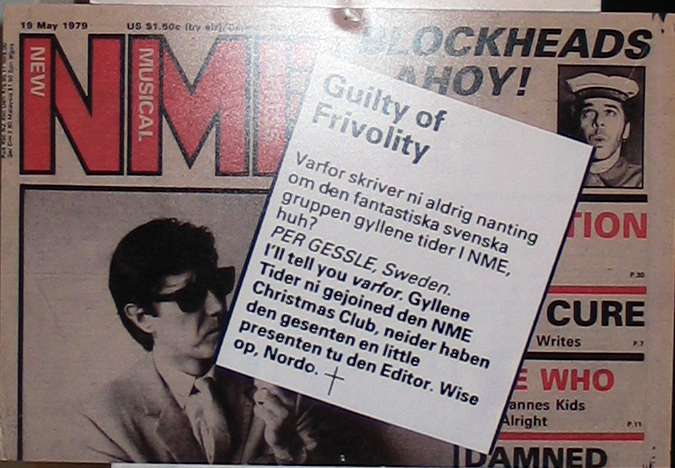 19 May 1979
US $1.50c (by air)
NEW
MUSICAL
NME
BLOCKHEADS
AHOY!
Guilty of
Frivolity
Varfor skriver ni aldrig nanting
om den fantastiska svenska
gruppen gyllene tider I NME,
huh?
PER GESSLE, Sweden.
I'll tell you varfor. Gyllene
Tider ni gejoined den NME
Christmas Club, neider haben
den gesenten en little
presenten tu den Editor. Wise
op, Nordo. †
TION
P.30
CURE
Writes P.7
E WHO
annes Kids
Alright P.11
DAMNED